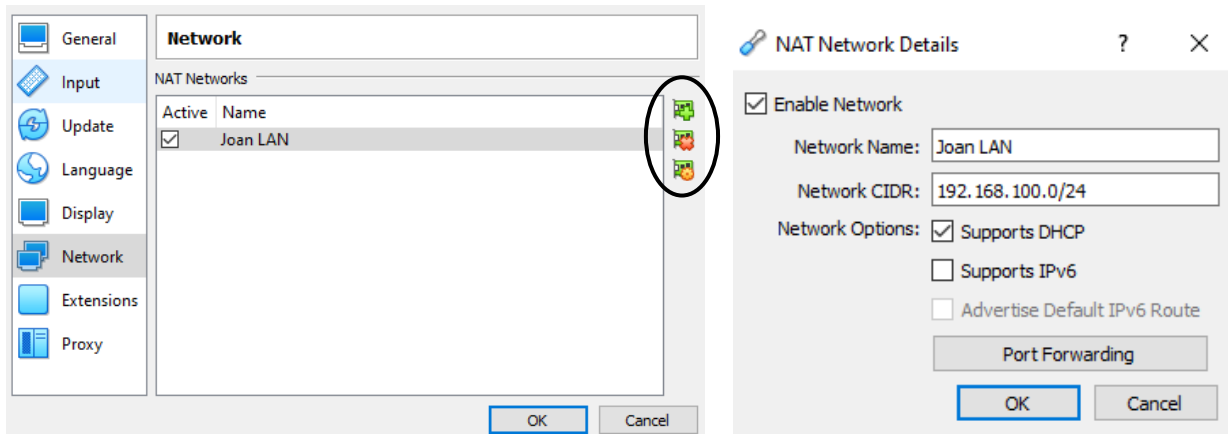 General
Input
Update
Language
Display
Network
Extensions
Proxy
Network
NAT Networks
Active Name
Joan LAN
OK Cancel
NAT Network Details ? ×
Enable Network
Network Name: Joan LAN
Network CIDR: 192.168.100.0/24
Network Options: Supports DHCP
Supports IPv6
Advertise Default IPv6 Route
Port Forwarding
OK Cancel